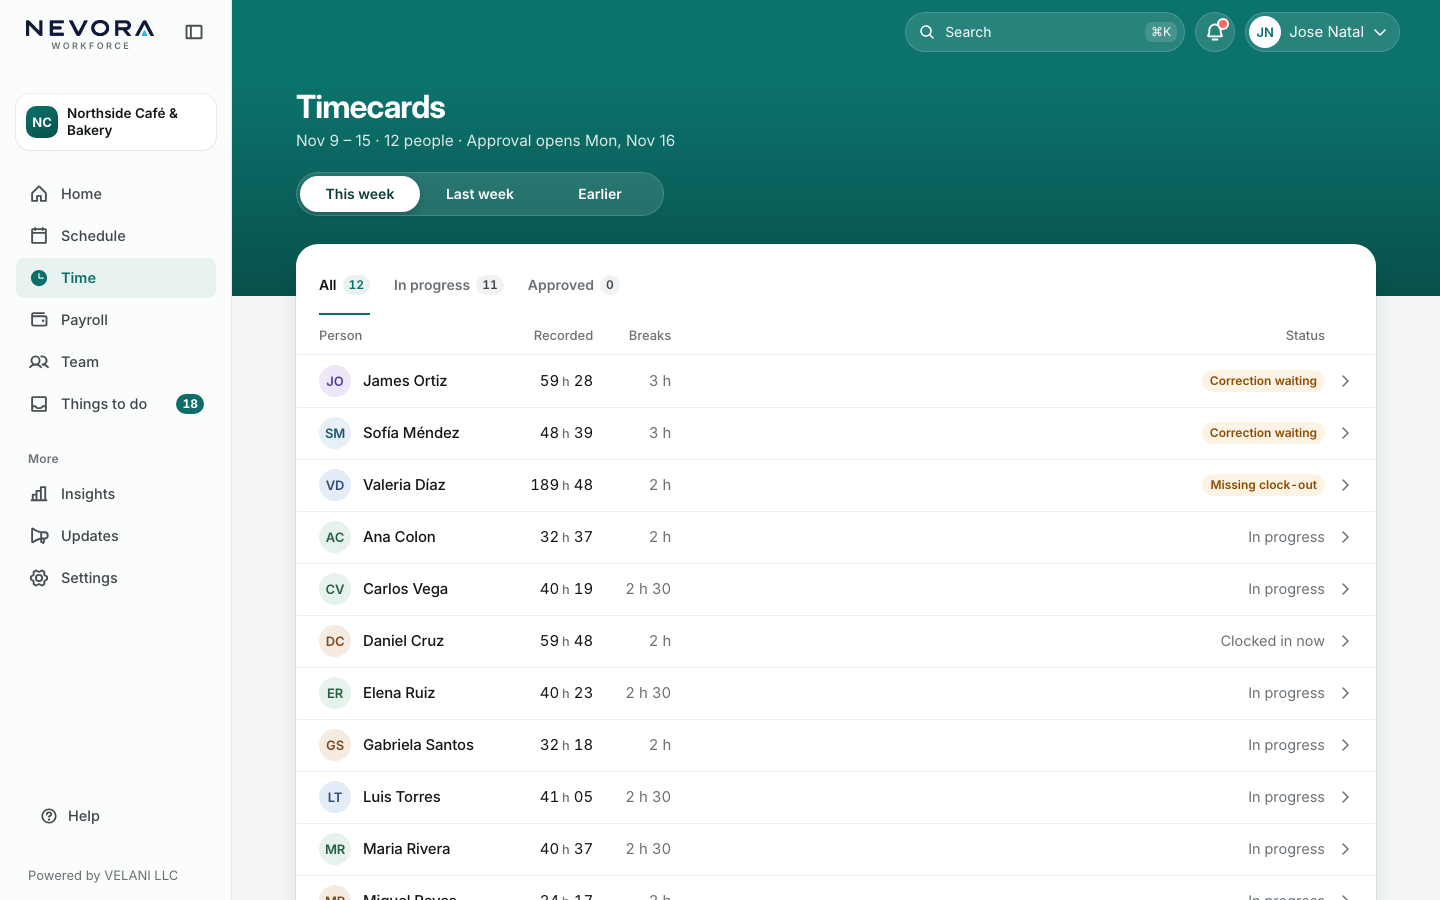 NEVORA
WORKFORCE
Search
⌘K
JN
Jose Natal
NC
Northside Café &
Bakery
Home
Schedule
Time
Payroll
Team
Things to do
18
More
Insights
Updates
Settings
Help
Powered by VELANI LLC
Timecards
Nov 9 – 15 · 12 people · Approval opens Mon, Nov 16
This week
Last week
Earlier
All 12
In progress 11
Approved 0
Person Recorded Breaks Status
JO James Ortiz 59 h 28 3 h Correction waiting
SM Sofía Méndez 48 h 39 3 h Correction waiting
VD Valeria Díaz 189 h 48 2 h Missing clock-out
AC Ana Colon 32 h 37 2 h In progress
CV Carlos Vega 40 h 19 2 h 30 In progress
DC Daniel Cruz 59 h 48 2 h Clocked in now
ER Elena Ruiz 40 h 23 2 h 30 In progress
GS Gabriela Santos 32 h 18 2 h In progress
LT Luis Torres 41 h 05 2 h 30 In progress
MR Maria Rivera 40 h 37 2 h 30 In progress